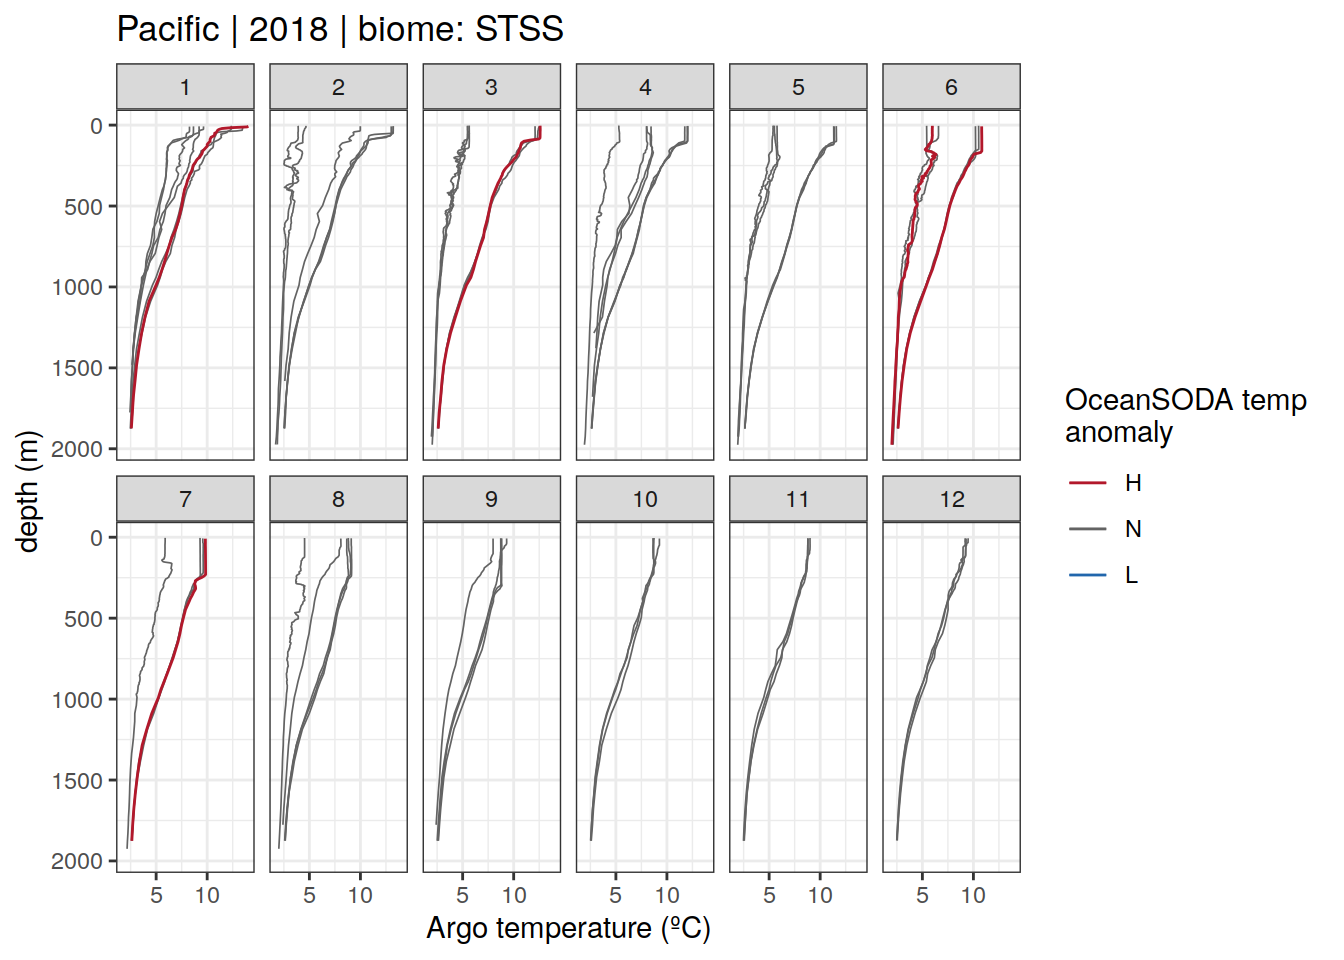 Pacific | 2018 | biome: STSS
1 2 3 4 5 6
0
500
1000
1500
2000
7 8 9 10 11 12
0
500
1000
1500
2000
5 10 5 10 5 10 5 10 5 10 5 10
depth (m)
Argo temperature (ºC)
OceanSODA temp
anomaly
H
N
L